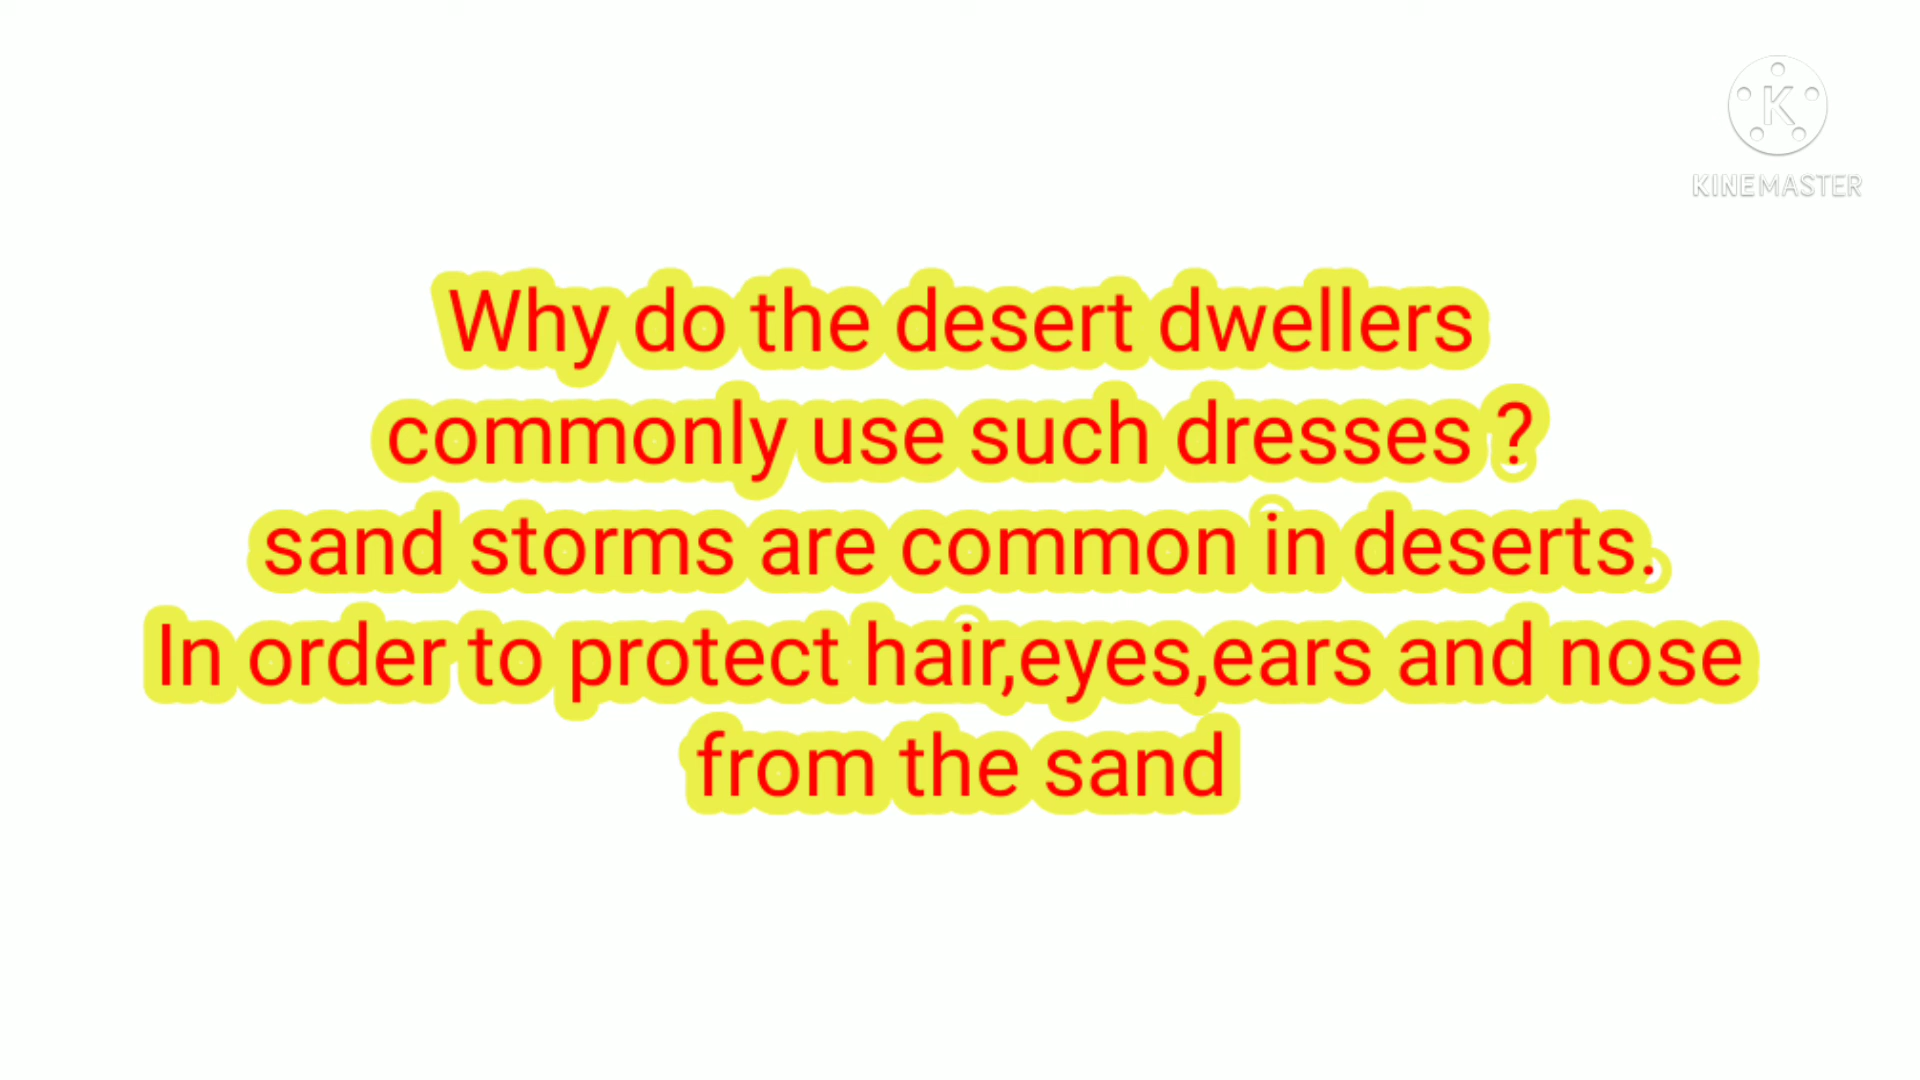 KINEMASTER
Why do the desert dwellers
commonly use such dresses ?
sand storms are common in deserts.
In order to protect hair,eyes,ears and nose
from the sand